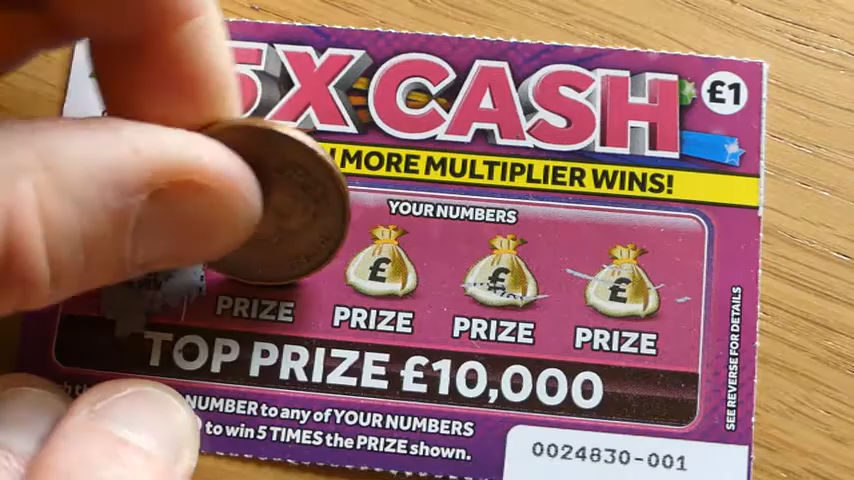 5X CASH
£1
MORE MULTIPLIER WINS!
YOUR NUMBERS
£ £ £
PRIZE PRIZE PRIZE PRIZE
TOP PRIZE £10,000
NUMBER to any of YOUR NUMBERS
to win 5 TIMES the PRIZE shown.
0024830-001
SEE REVERSE FOR DETAILS